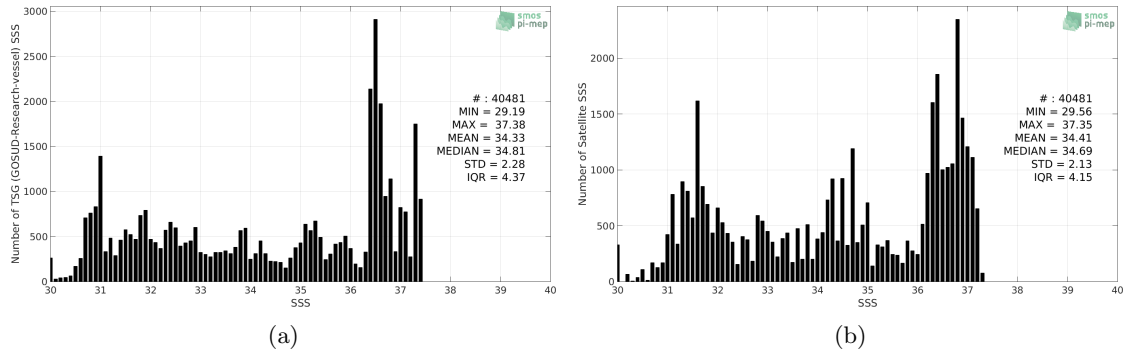 Number of TSG (GOSUD-Research-vessel) SSS
3000
2500
2000
1500
1000
500
0
30 31 32 33 34 35 36 37 38 39 40
SSS
smos
pi-mep
# : 40481
MIN = 29.19
MAX = 37.38
MEAN = 34.33
MEDIAN = 34.81
STD = 2.28
IQR = 4.37
(a)
Number of Satellite SSS
2000
1500
1000
500
0
30 31 32 33 34 35 36 37 38 39 40
SSS
smos
pi-mep
# : 40481
MIN = 29.56
MAX = 37.35
MEAN = 34.41
MEDIAN = 34.69
STD = 2.13
IQR = 4.15
(b)